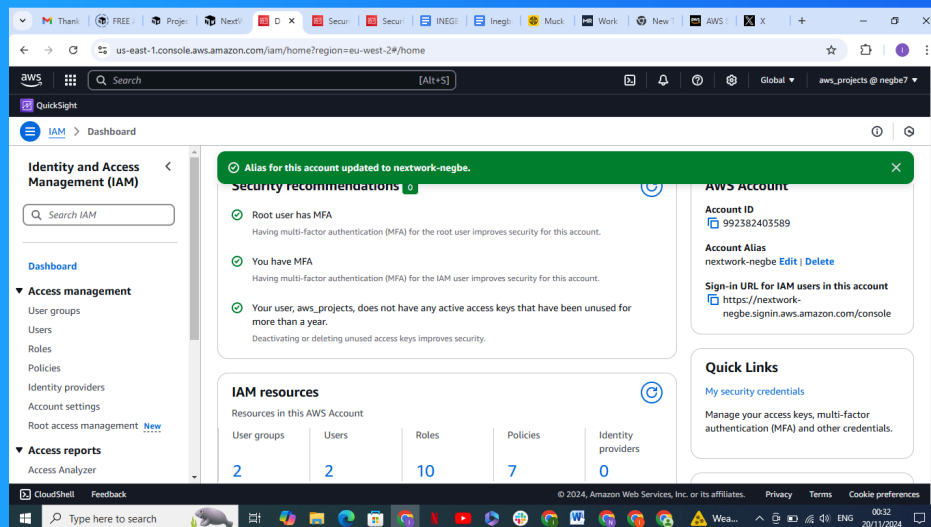 M Thank
FREE
Projec
NextV
D
Securi
Securi
INEGE
Inegb
Muck
MR Work
New T
AWS S
X
us-east-1.console.aws.amazon.com/iam/home?region=eu-west-2#/home
I
aws
Search
[Alt+S]
Global
aws_projects @ negbe7
QuickSight
IAM > Dashboard
Identity and Access
Management (IAM)
Search IAM
Dashboard
Access management
User groups
Users
Roles
Policies
Identity providers
Account settings
Root access management New
Access reports
Access Analyzer
Alias for this account updated to nextwork-negbe.
Security recommendations 0
Root user has MFA
Having multi-factor authentication (MFA) for the root user improves security for this account.
You have MFA
Having multi-factor authentication (MFA) for the IAM user improves security for this account.
Your user, aws_projects, does not have any active access keys that have been unused for
more than a year.
Deactivating or deleting unused access keys improves security.
IAM resources
Resources in this AWS Account
User groups
Users
Roles
Policies
Identity
providers
2
2
10
7
0
AWS Account
Account ID
992382403589
Account Alias
nextwork-negbe Edit | Delete
Sign-in URL for IAM users in this account
https://nextwork-
negbe.signin.aws.amazon.com/console
Quick Links
My security credentials
Manage your access keys, multi-factor
authentication (MFA) and other credentials.
CloudShell Feedback
© 2024, Amazon Web Services, Inc. or its affiliates. Privacy Terms Cookie preferences
Type here to search
Wea...
ENG
00:32
20/11/2024